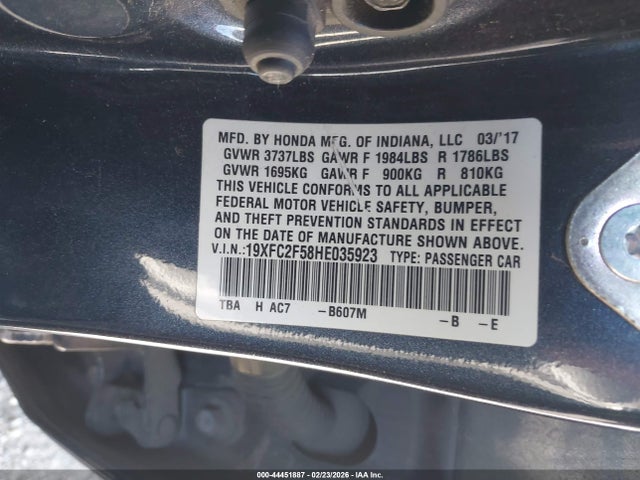 MFD. BY HONDA MFG. OF INDIANA, LLC 03/'17
GVWR 3737LBS GAWR F 1984LBS R 1786LBS
GVWR 1695KG GAWR F 900KG R 810KG
THIS VEHICLE CONFORMS TO ALL APPLICABLE
FEDERAL MOTOR VEHICLE SAFETY, BUMPER,
AND THEFT PREVENTION STANDARDS IN EFFECT
ON THE DATE OF MANUFACTURE SHOWN ABOVE.
V.I.N.:19XFC2F58HE035923 TYPE: PASSENGER CAR
TBA H AC7 -B607M -B -E
000-44451887 - 02/23/2026 - IAA Inc.